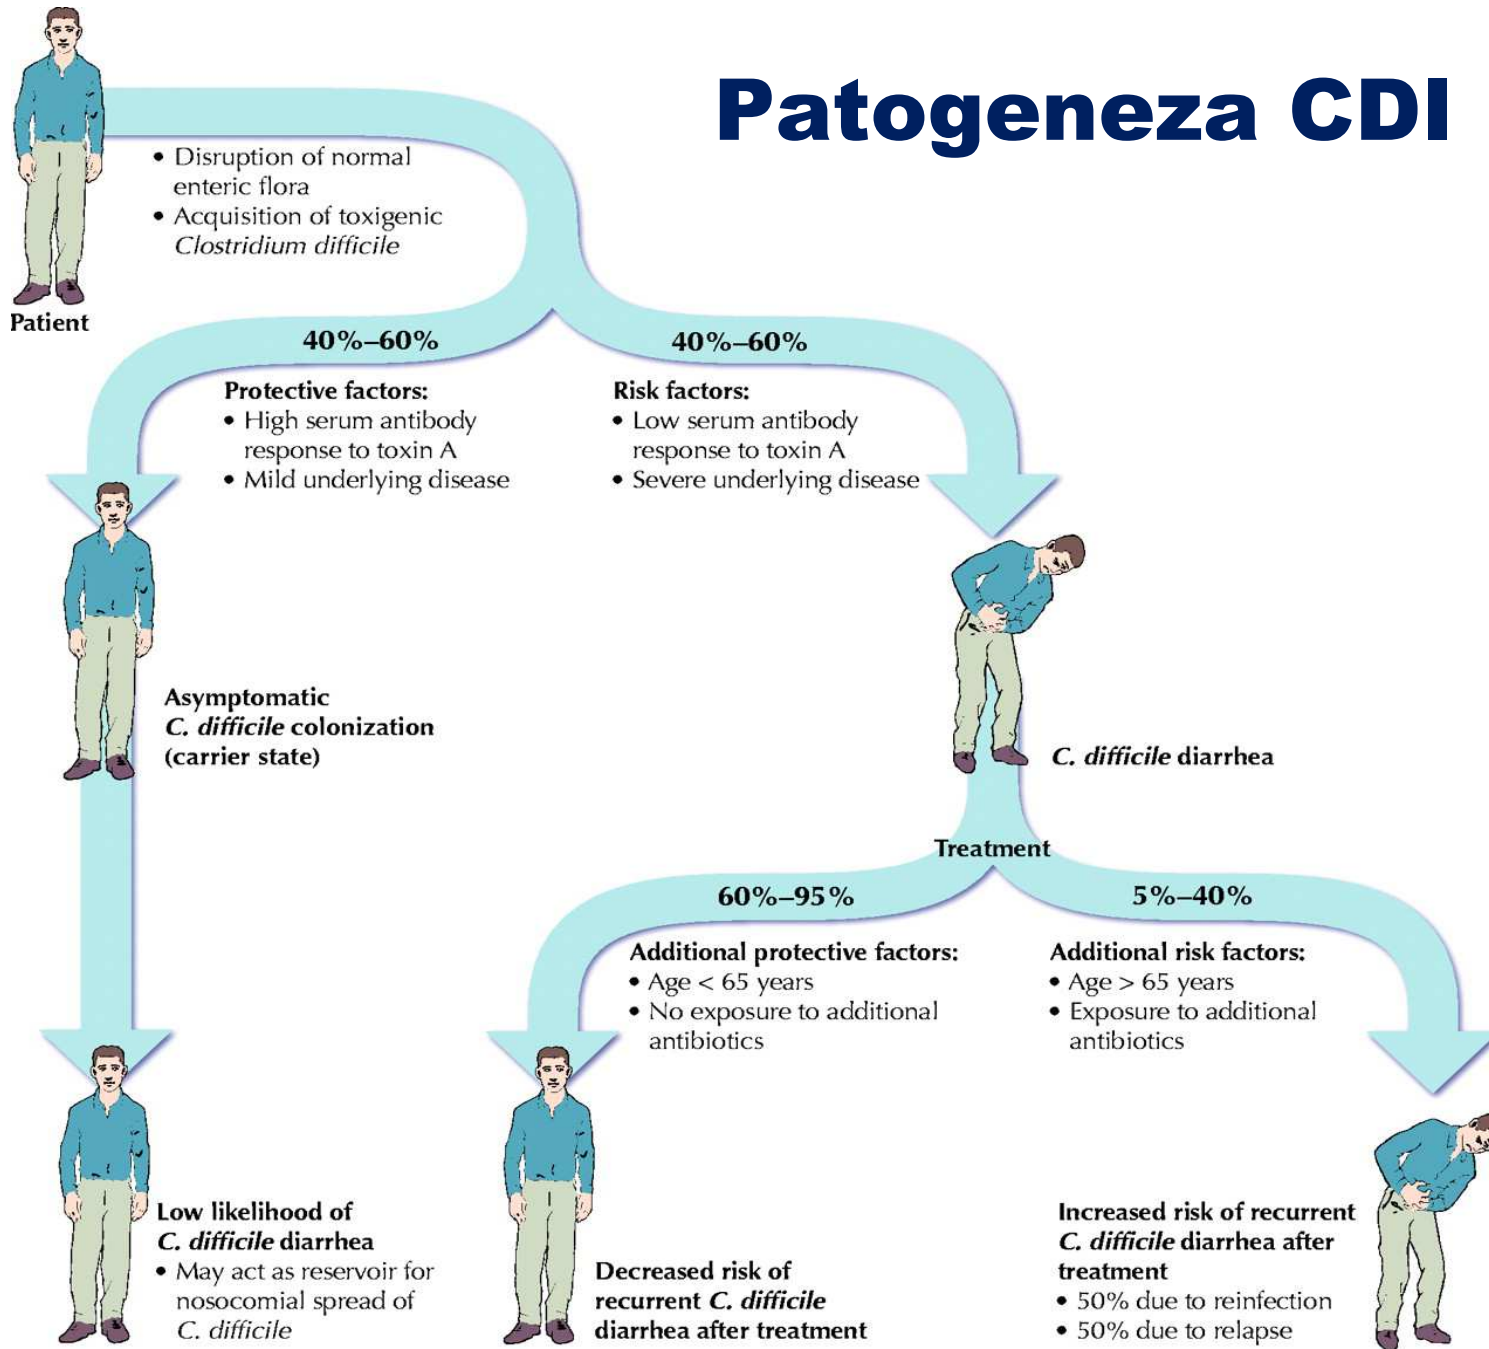 Patogeneza CDI
• Disruption of normal
enteric flora
• Acquisition of toxigenic
Clostridium difficile
Patient
40%–60%
Protective factors:
• High serum antibody
response to toxin A
• Mild underlying disease
40%–60%
Risk factors:
• Low serum antibody
response to toxin A
• Severe underlying disease
Asymptomatic
C. difficile colonization
(carrier state)
C. difficile diarrhea
Treatment
60%–95%
Additional protective factors:
• Age < 65 years
• No exposure to additional
antibiotics
5%–40%
Additional risk factors:
• Age > 65 years
• Exposure to additional
antibiotics
Low likelihood of
C. difficile diarrhea
• May act as reservoir for
nosocomial spread of
C. difficile
Decreased risk of
recurrent C. difficile
diarrhea after treatment
Increased risk of recurrent
C. difficile diarrhea after
treatment
• 50% due to reinfection
• 50% due to relapse